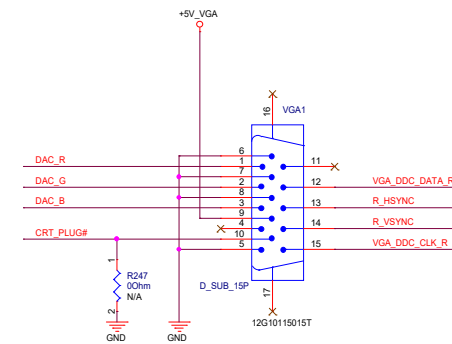 +5V_VGA
16
VGA1
6
DAC_R
1
11
7
DAC_G
2
12
VGA_DDC_DATA_R
8
DAC_B
3
13
R_HSYNC
9
4
14
R_VSYNC
CRT_PLUG#
10
5
15
VGA_DDC_CLK_R
1
R247
0Ohm
N/A
2
D_SUB_15P
17
12G10115015T
GND
GND